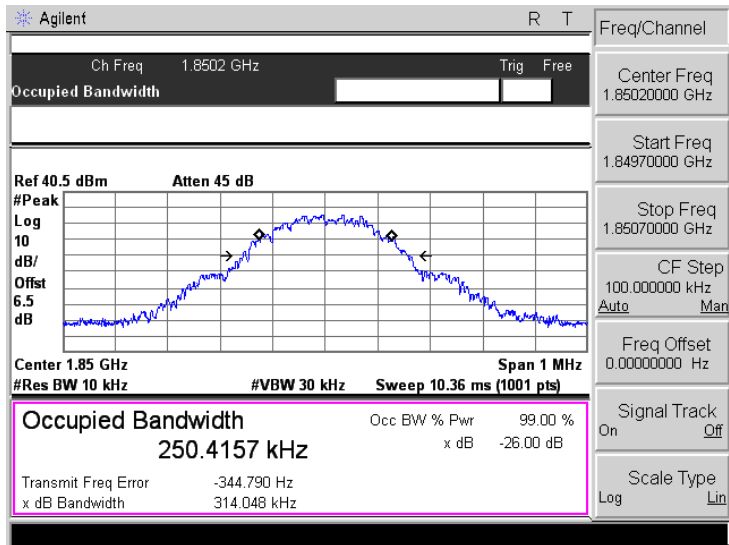 Agilent R T
Freq/Channel
Ch Freq 1.8502 GHz Trig Free
Occupied Bandwidth
Center Freq
1.85020000 GHz
Start Freq
1.84970000 GHz
Stop Freq
1.85070000 GHz
CF Step
100.000000 kHz
Auto Man
Freq Offset
0.00000000 Hz
Signal Track
On Off
Scale Type
Log Lin
Ref 40.5 dBm Atten 45 dB
#Peak
Log
10
dB/
Offst
6.5
dB
Center 1.85 GHz Span 1 MHz
#Res BW 10 kHz #VBW 30 kHz Sweep 10.36 ms (1001 pts)
Occupied Bandwidth Occ BW % Pwr 99.00 %
250.4157 kHz x dB -26.00 dB
Transmit Freq Error -344.790 Hz
x dB Bandwidth 314.048 kHz